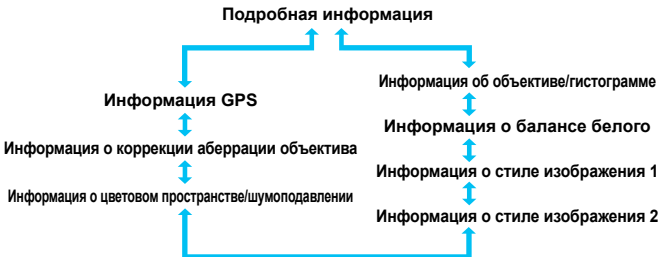 Подробная информация
Информация об объективе/гистограмме
Информация GPS
Информация о балансе белого
Информация о коррекции аберрации объектива
Информация о стиле изображения 1
Информация о цветовом пространстве/шумоподавлении
Информация о стиле изображения 2